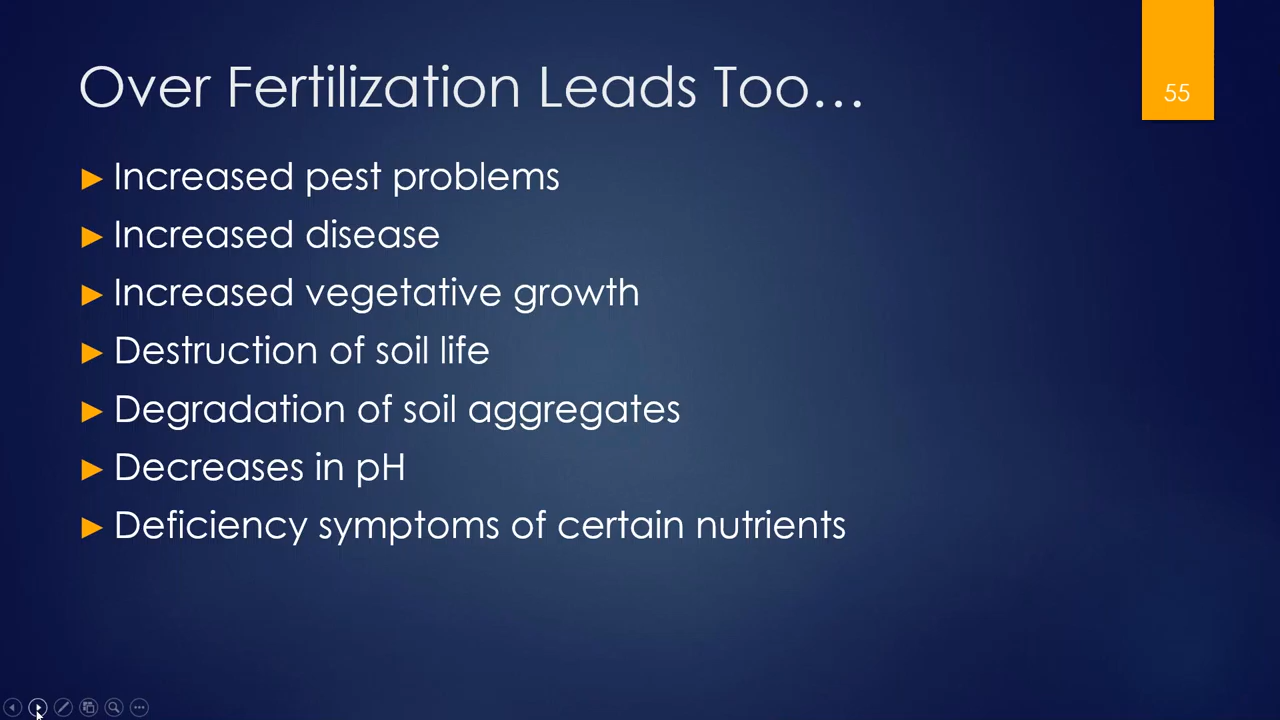 Over Fertilization Leads Too…
55
Increased pest problems
Increased disease
Increased vegetative growth
Destruction of soil life
Degradation of soil aggregates
Decreases in pH
Deficiency symptoms of certain nutrients